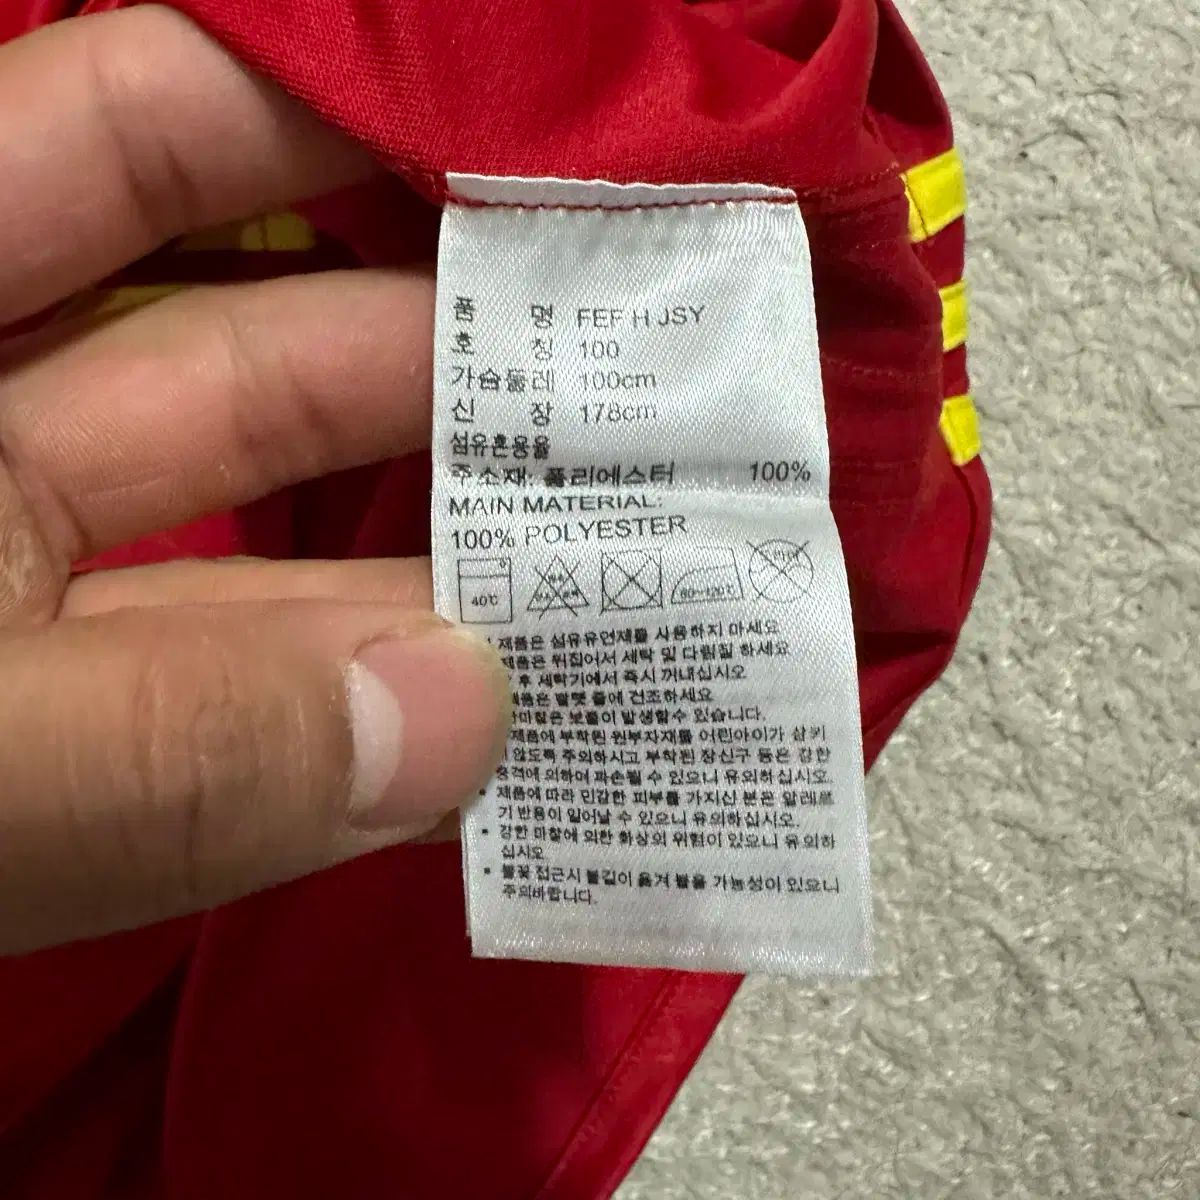 품 명 FEF H JSY
호 칭 100
가슴둘레 100cm
신 장 178cm
섬유혼용율
주소재: 폴리에스터 100%
MAIN MATERIAL:
100% POLYESTER
40℃ 80~120℃
제품은 섬유유연제를 사용하지 마세요
제품은 뒤집어서 세탁 및 다림질 하세요
후 세탁기에서 즉시 꺼내십시오
제품은 말렛 줄에 건조하세요
마찰은 보풀이 발생할수 있습니다.
제품에 부착된 원부자재를 어린아이가 삼키
지 않도록 주의하시고 부착된 장신구 등은 강한
충격에 의하여 파손될 수 있으니 유의하십시오.
• 제품에 따라 민감한 피부를 가지신 분은 알레르
기 반응이 일어날 수 있으니 유의하십시오.
• 강한 마찰에 의한 화상의 위험이 있으니 유의하
십시오
• 불꽃 접근시 불길이 옮겨 붙을 가능성이 있으니
주의바랍니다.